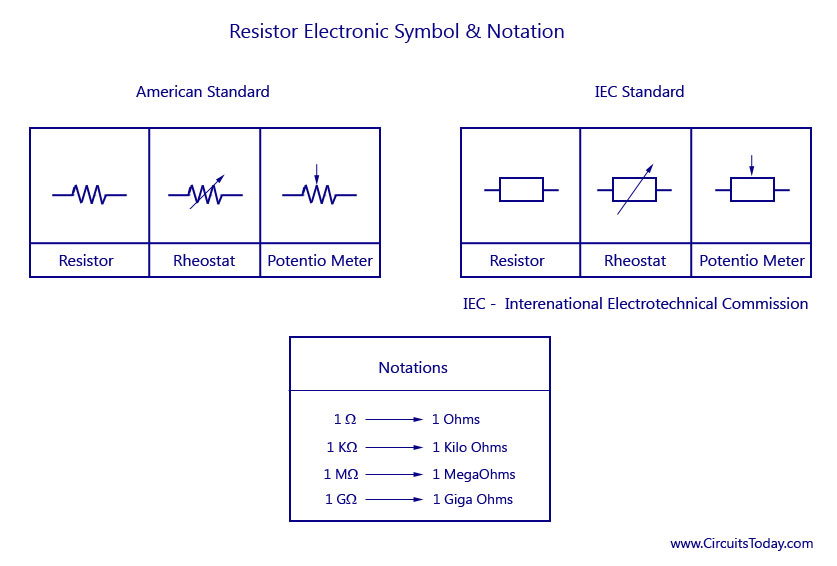 Resistor Electronic Symbol & Notation
American Standard
Resistor Rheostat Potentio Meter
IEC Standard
Resistor Rheostat Potentio Meter
IEC - Interenational Electrotechnical Commission
Notations
1 Ω 1 Ohms
1 KΩ 1 Kilo Ohms
1 MΩ 1 MegaOhms
1 GΩ 1 Giga Ohms
www.CircuitsToday.com